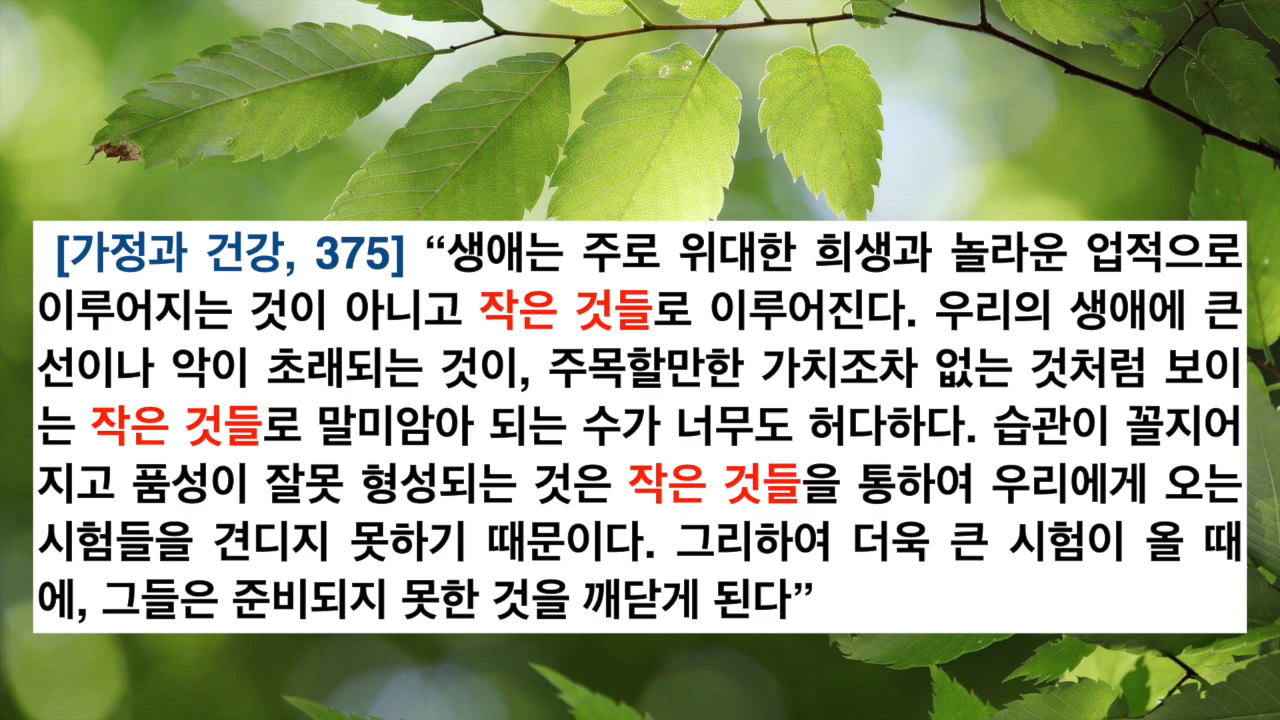 [가정과 건강, 375] “생애는 주로 위대한 희생과 놀라운 업적으로
이루어지는 것이 아니고 작은 것들로 이루어진다. 우리의 생애에 큰
선이나 악이 초래되는 것이, 주목할만한 가치조차 없는 것처럼 보이
는 작은 것들로 말미암아 되는 수가 너무도 허다하다. 습관이 꼴지어
지고 품성이 잘못 형성되는 것은 작은 것들을 통하여 우리에게 오는
시험들을 견디지 못하기 때문이다. 그리하여 더욱 큰 시험이 올 때
에, 그들은 준비되지 못한 것을 깨닫게 된다”